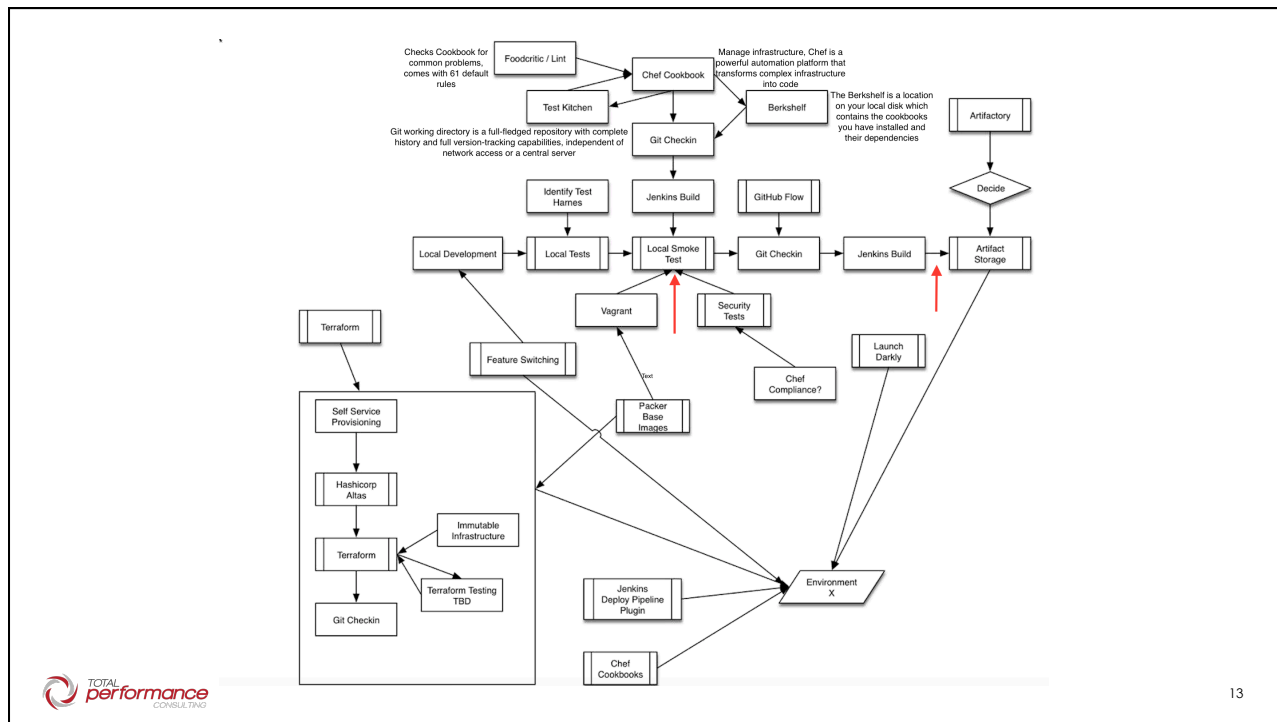 Checks Cookbook for
common problems,
comes with 61 default
rules
Foodcritic / Lint
Chef Cookbook
Manage infrastructure, Chef is a
powerful automation platform that
transforms complex infrastructure
into code
Test Kitchen
Berkshelf
The Berkshelf is a location
on your local disk which
contains the cookbooks
you have installed and
their dependencies
Artifactory
Git working directory is a full-fledged repository with complete
history and full version-tracking capabilities, independent of
network access or a central server
Git Checkin
Identify Test
Harnes
Jenkins Build
GitHub Flow
Decide
Local Development
Local Tests
Local Smoke
Test
Git Checkin
Jenkins Build
Artifact
Storage
Vagrant
Security
Tests
Terraform
Feature Switching
Launch
Darkly
Text
Chef
Compliance?
Packer
Base
Images
Self Service
Provisioning
Hashicorp
Altas
Immutable
Infrastructure
Terraform
Terraform Testing
TBD
Git Checkin
Jenkins
Deploy Pipeline
Plugin
Environment
X
Chef
Cookbooks
TOTAL
performance
CONSULTING
13